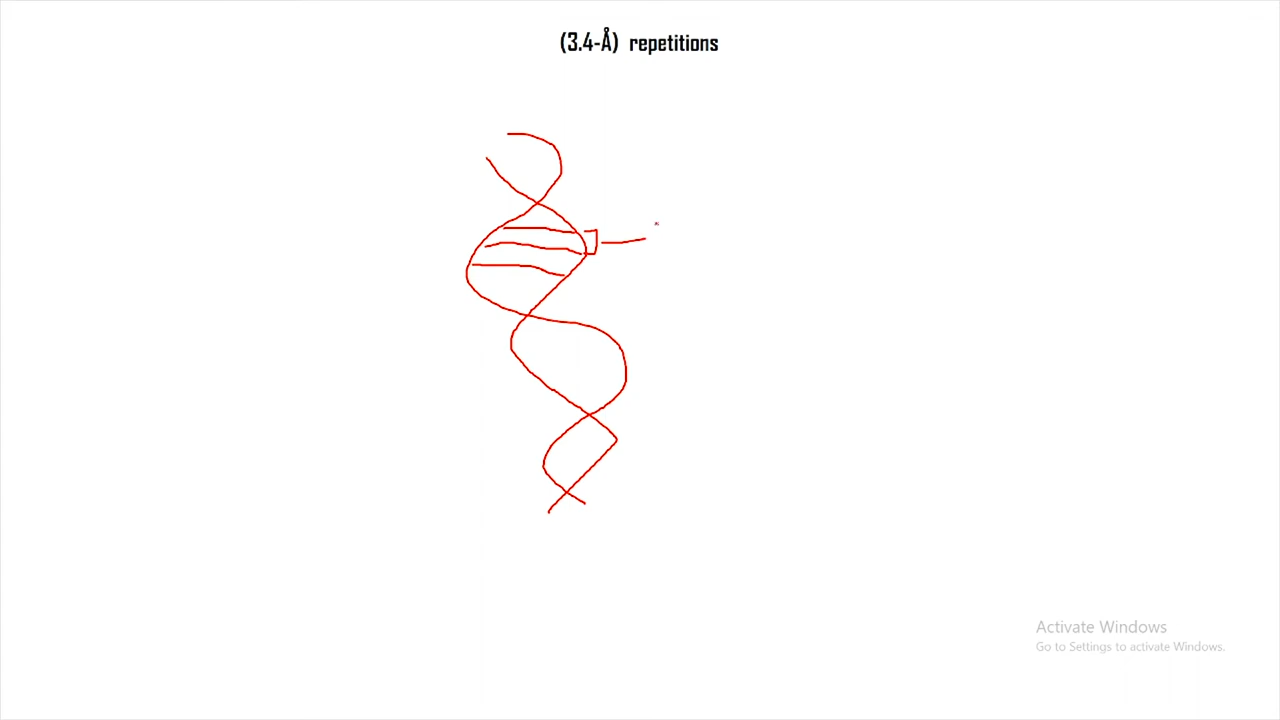 (3.4-Å) repetitions
Activate Windows
Go to Settings to activate Windows.